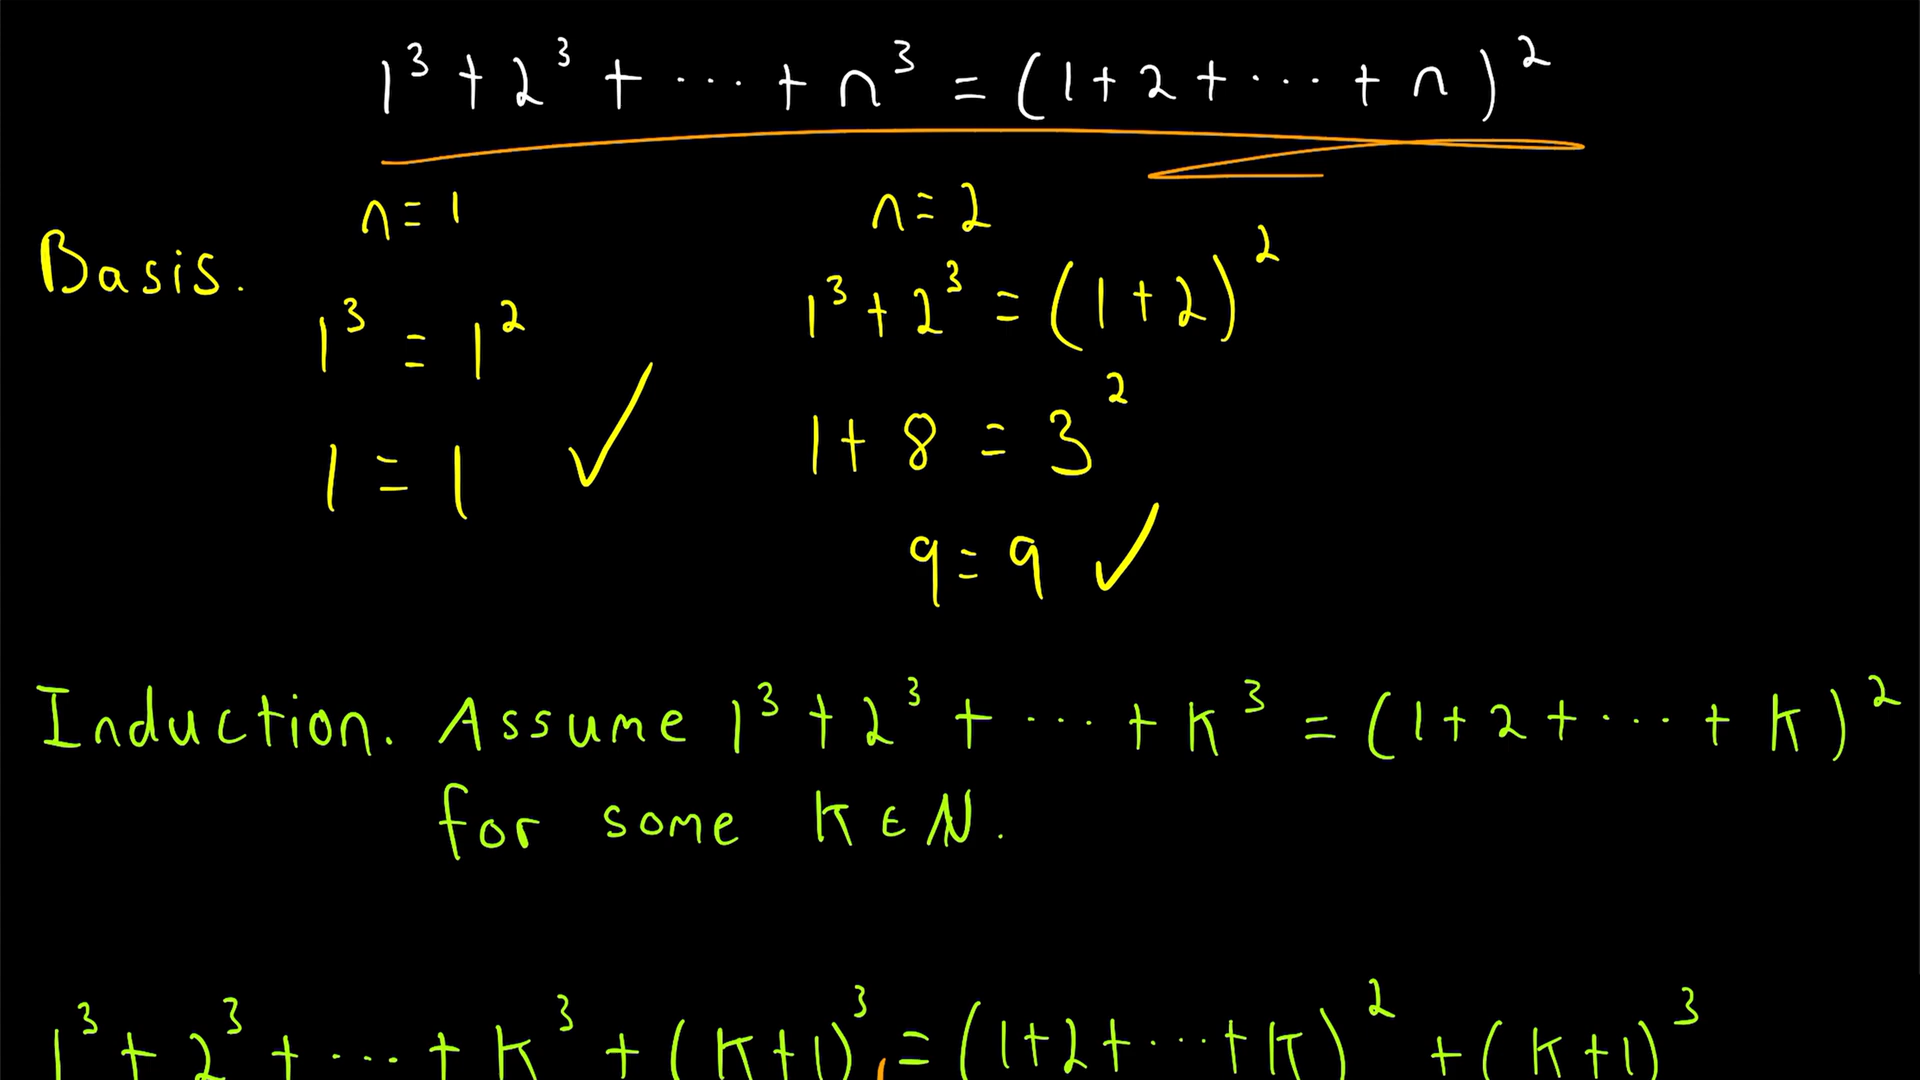 1³ + 2³ + ··· + n³ = (1 + 2 + ··· + n)²
n = 1
n = 2
Basis.
1³ = 1²
1³ + 2³ = (1 + 2)²
1 = 1 ✓
1 + 8 = 3²
9 = 9 ✓
Induction. Assume 1³ + 2³ + ··· + k³ = (1 + 2 + ··· + k)²
for some k ∈ N.
1³ + 2³ + ··· + k³ + (k+1)³ = (1+2+···+k)² + (k+1)³